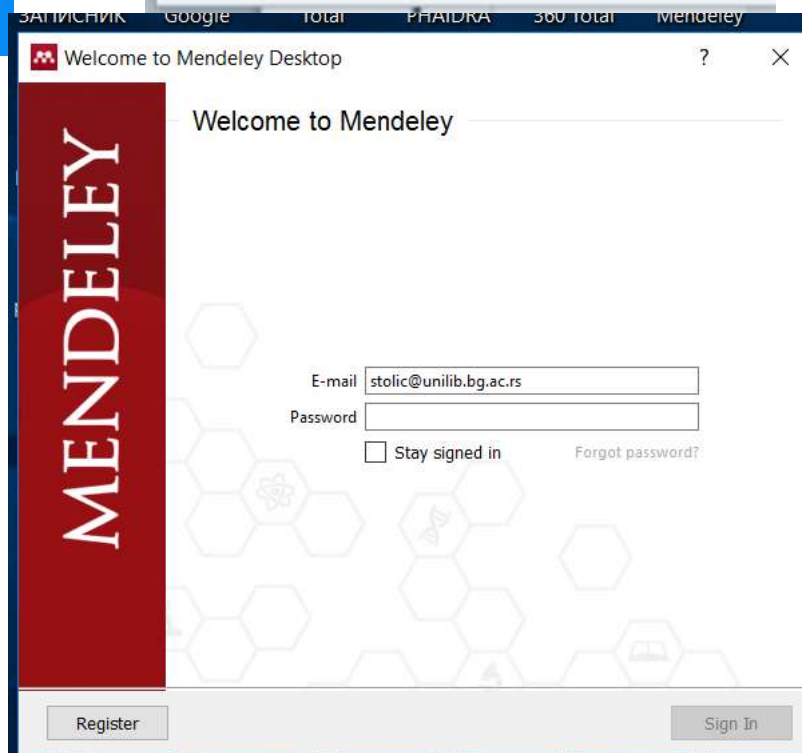 ЗАПИСНИК Google Total PHAIDRA 360 Total Mendeley
Welcome to Mendeley Desktop ?
MENDELEY
Welcome to Mendeley
E-mail stolic@unilib.bg.ac.rs
Password
Stay signed in Forgot password?
Register Sign In